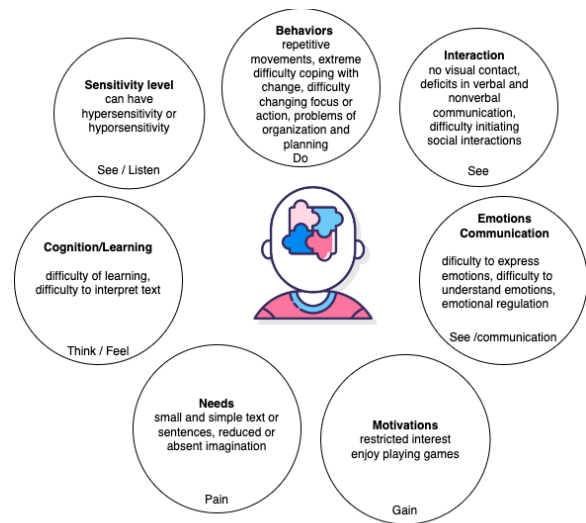 Behaviors
repetitive
movements, extreme
difficulty coping with
change, difficulty
changing focus or
action, problems of
organization and
planning
Do
Interaction
no visual contact,
deficits in verbal and
nonverbal
communication,
difficulty initiating
social interactions
See
Sensitivity level
can have
hypersensitivity or
hyporsensitivity
See / Listen
Cognition/Learning
difficulty of learning,
difficulty to interpret text
Think / Feel
Emotions
Communication
dificulty to express
emotions, difficulty to
understand emotions,
emotional regulation
See /communication
Needs
small and simple text or
sentences, reduced or
absent imagination
Pain
Motivations
restricted interest
enjoy playing games
Gain